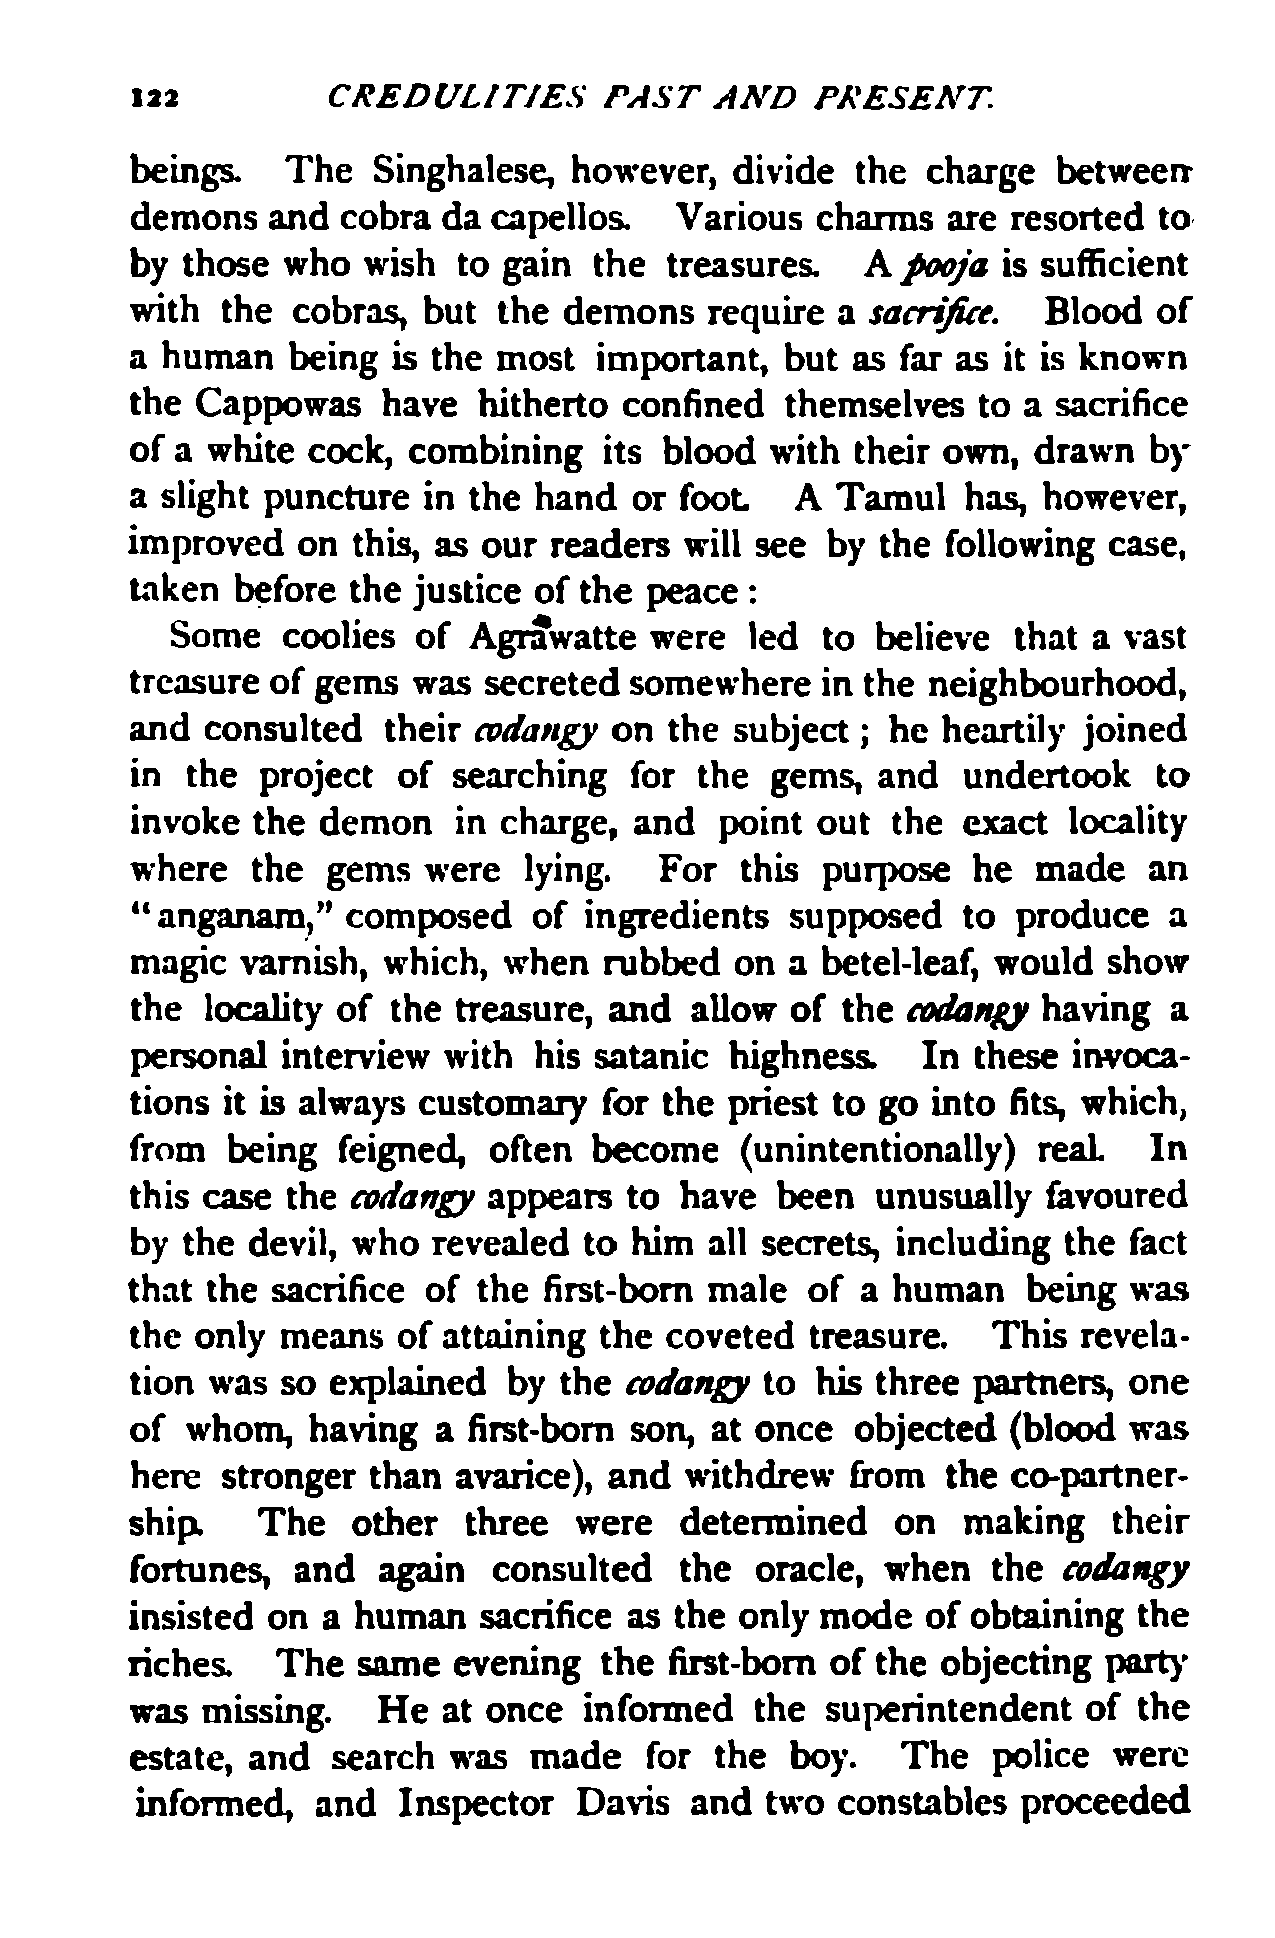 122 CREDULITIES PAST AND PRESENT.
beings. The Singhalese, however, divide the charge between
demons and cobra da capellos. Various charms are resorted to
by those who wish to gain the treasures. A pooja is sufficient
with the cobras, but the demons require a sacrifice. Blood of
a human being is the most important, but as far as it is known
the Cappowas have hitherto confined themselves to a sacrifice
of a white cock, combining its blood with their own, drawn by
a slight puncture in the hand or foot. A Tamul has, however,
improved on this, as our readers will see by the following case,
taken before the justice of the peace :
Some coolies of Agrâwatte were led to believe that a vast
treasure of gems was secreted somewhere in the neighbourhood,
and consulted their codangy on the subject ; he heartily joined
in the project of searching for the gems, and undertook to
invoke the demon in charge, and point out the exact locality
where the gems were lying. For this purpose he made an
“anganam,” composed of ingredients supposed to produce a
magic varnish, which, when rubbed on a betel-leaf, would show
the locality of the treasure, and allow of the codangy having a
personal interview with his satanic highness. In these invoca-
tions it is always customary for the priest to go into fits, which,
from being feigned, often become (unintentionally) real. In
this case the codangy appears to have been unusually favoured
by the devil, who revealed to him all secrets, including the fact
that the sacrifice of the first-born male of a human being was
the only means of attaining the coveted treasure. This revela-
tion was so explained by the codangy to his three partners, one
of whom, having a first-born son, at once objected (blood was
here stronger than avarice), and withdrew from the co-partner-
ship. The other three were determined on making their
fortunes, and again consulted the oracle, when the codangy
insisted on a human sacrifice as the only mode of obtaining the
riches. The same evening the first-born of the objecting party
was missing. He at once informed the superintendent of the
estate, and search was made for the boy. The police were
informed, and Inspector Davis and two constables proceeded